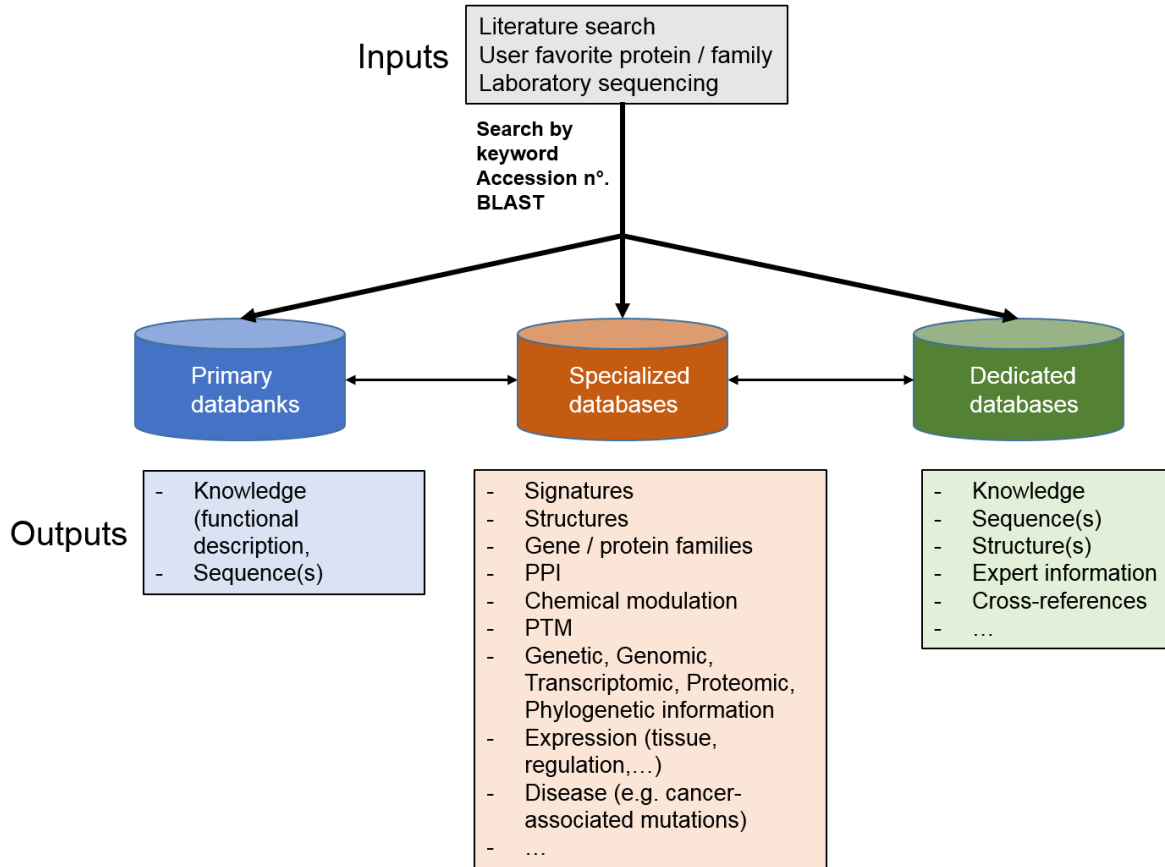 Inputs
Literature search
User favorite protein / family
Laboratory sequencing
Search by
keyword
Accession n°.
BLAST
Primary
databanks
Specialized
databases
Dedicated
databases
Outputs
- Knowledge
(functional
description,
- Sequence(s)
- Signatures
- Structures
- Gene / protein families
- PPI
- Chemical modulation
- PTM
- Genetic, Genomic,
Transcriptomic, Proteomic,
Phylogenetic information
- Expression (tissue,
regulation,…)
- Disease (e.g. cancer-
associated mutations)
- …
- Knowledge
- Sequence(s)
- Structure(s)
- Expert information
- Cross-references
- …